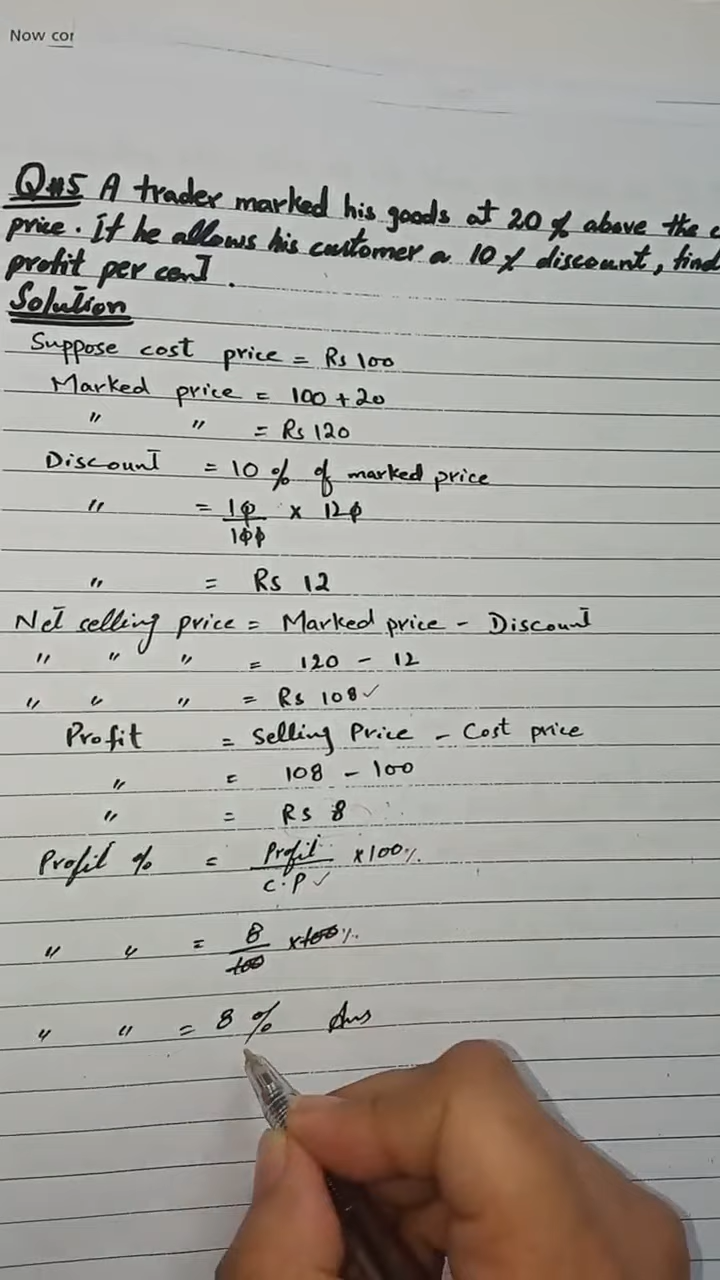 Now cor
Q#5 A trader marked his goods at 20% above the c
price. If he allows his customer a 10% discount, find
profit per cent.
Solution
Suppose cost price = Rs 100
Marked price = 100 + 20
" " = Rs 120
Discount = 10% of marked price
" = 10/100 × 120
" = Rs 12
Net selling price = Marked price - Discount
" " " = 120 - 12
" " " = Rs 108 ✓
Profit = Selling Price - Cost price
" = 108 - 100
" = Rs 8
Profit % = Profit/C.P ✓ ×100%
" " = 8/100 ×100%
" " = 8% Ans